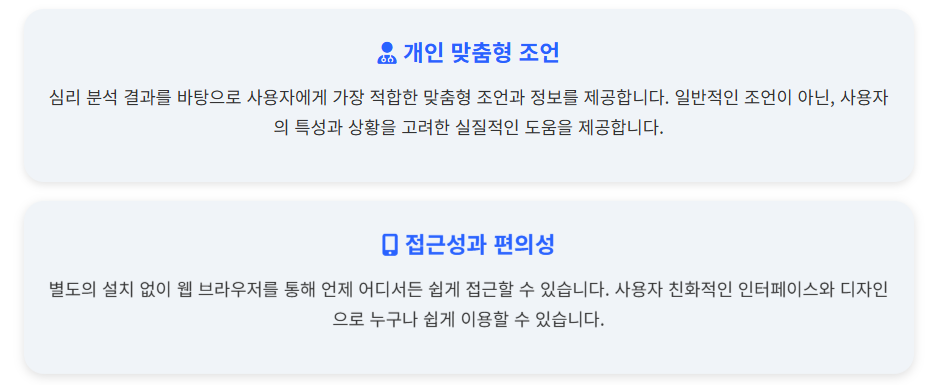 개인 맞춤형 조언
심리 분석 결과를 바탕으로 사용자에게 가장 적합한 맞춤형 조언과 정보를 제공합니다. 일반적인 조언이 아닌, 사용자
의 특성과 상황을 고려한 실질적인 도움을 제공합니다.
접근성과 편의성
별도의 설치 없이 웹 브라우저를 통해 언제 어디서든 쉽게 접근할 수 있습니다. 사용자 친화적인 인터페이스와 디자인
으로 누구나 쉽게 이용할 수 있습니다.